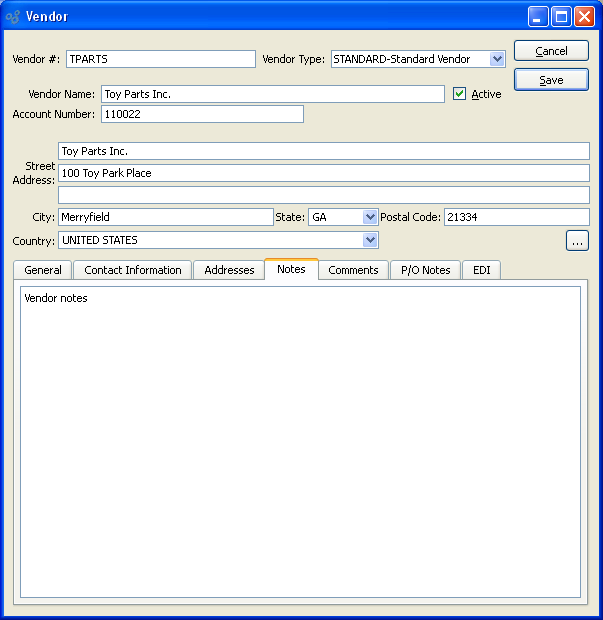 Vendor
Vendor #: TPARTS Vendor Type: STANDARD-Standard Vendor Cancel
Save
Vendor Name: Toy Parts Inc. Active
Account Number: 110022
Toy Parts Inc.
Street Address: 100 Toy Park Place
City: Merryfield State: GA Postal Code: 21334
Country: UNITED STATES ...
General Contact Information Addresses Notes Comments P/O Notes EDI
Vendor notes